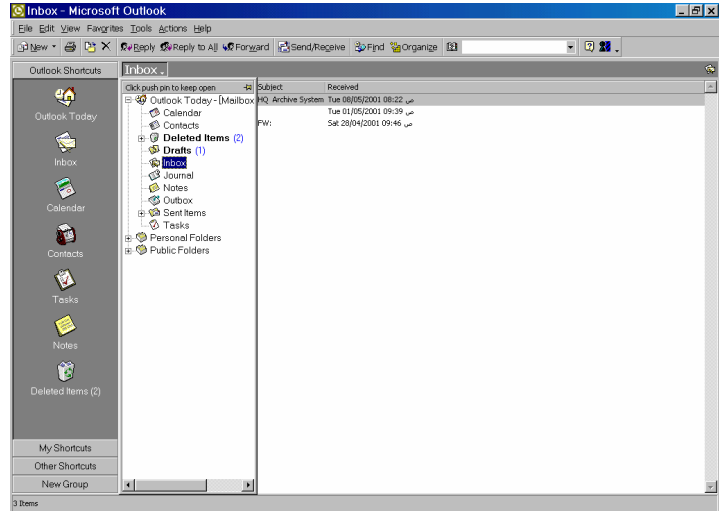 Inbox - Microsoft Outlook
File Edit View Favorites Tools Actions Help
New Reply Reply to All Forward Send/Receive Find Organize
Outlook Shortcuts
Outlook Today
Inbox
Calendar
Contacts
Tasks
Notes
Deleted Items (2)
My Shortcuts
Other Shortcuts
New Group
Inbox
Click push pin to keep open
Outlook Today - [Mailbox
Calendar
Contacts
Deleted Items (2)
Drafts (1)
Inbox
Journal
Notes
Outbox
Sent Items
Tasks
Personal Folders
Public Folders
Subject Received
HQ Archive System Tue 08/05/2001 08:22 ص
Tue 01/05/2001 09:39 ص
FW: Sat 28/04/2001 09:46 ص
3 Items